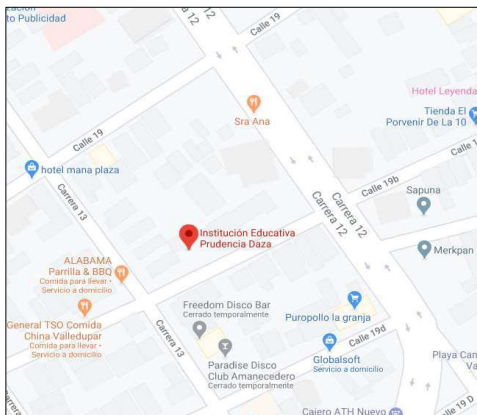 to Publicidad
Calle 19
Carrera 12
Hotel Leyenda
Tienda El
Porvenir De La 10
Sra Ana
Calle 19
hotel mana plaza
Carrera 13
Calle 19b
Sapuna
Carrera 12
Carrera 12
Institución Educativa
Prudencia Daza
Merkpan
ALABAMA
Parrilla & BBQ
Comida para llevar •
Servicio a domicilio
Freedom Disco Bar
Cerrado temporalmente
Puropollo la granja
General TSO Comida
China Valledupar
Comida para llevar •
Servicio a domicilio
Carrera 13
Calle 19d
Paradise Disco
Club Amanecedero
Cerrado temporalmente
Globalsoft
Servicio a domicilio
Carrera
Cajero ATH Nuevo
19 D